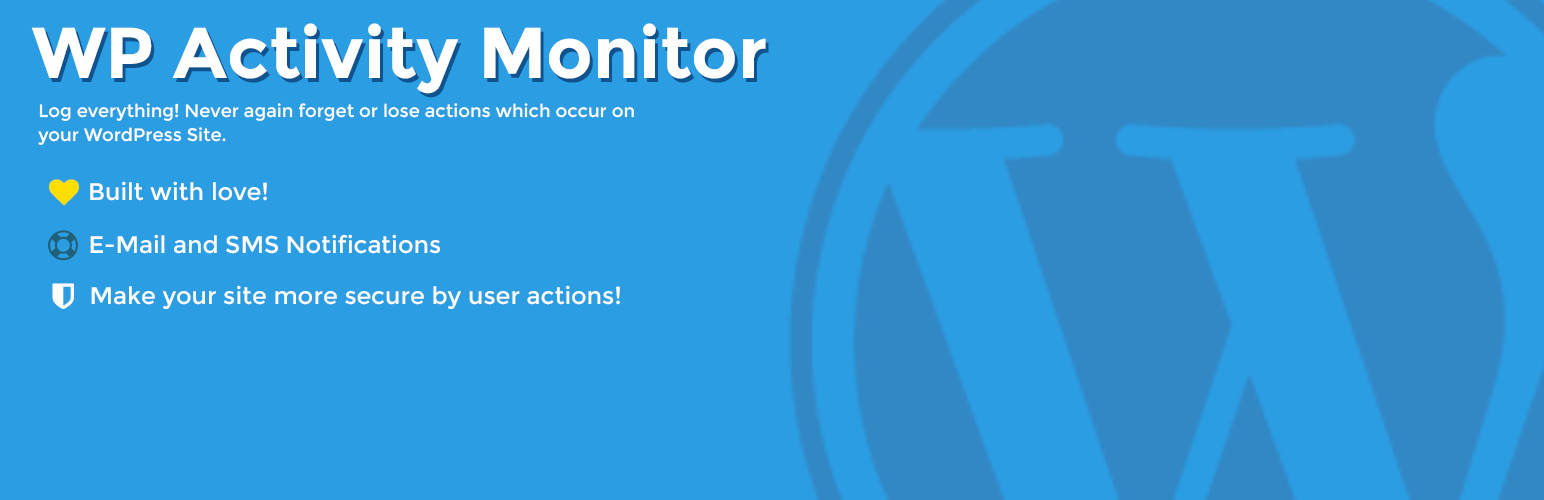 WP Activity Monitor
Log everything! Never again forget or lose actions which occur on
your WordPress Site.
Built with love!
E-Mail and SMS Notifications
Make your site more secure by user actions!